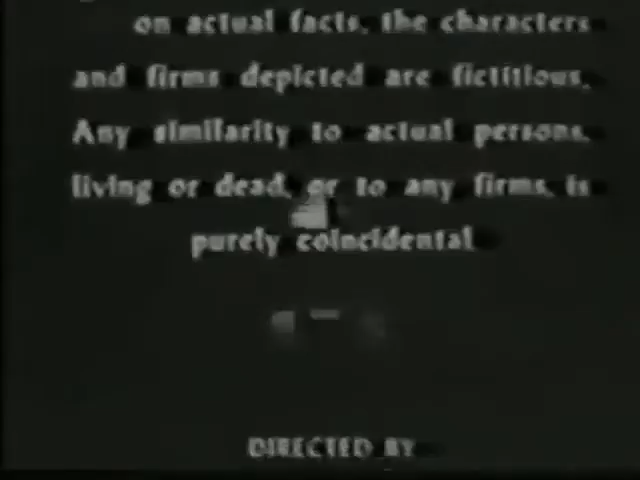 on actual facts, the characters
and firms depicted are fictitious.
Any similarity to actual persons,
living or dead, or to any firms, is
purely coincidental
DIRECTED BY